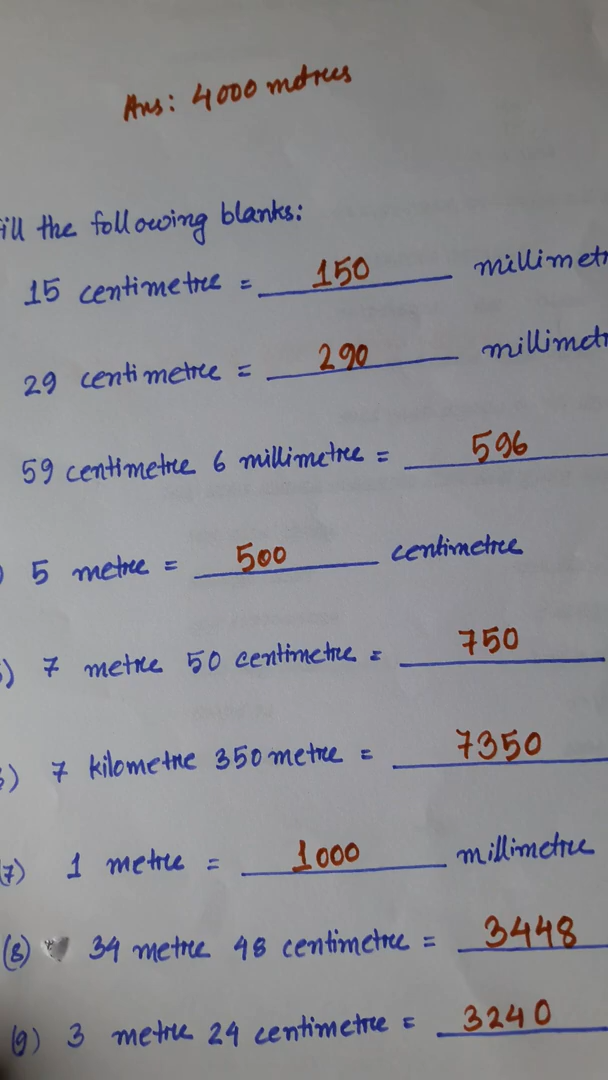 Ans: 4000 metres
ill the following blanks:
15 centimetre = 150 millimetr
29 centimetre = 290 millimetr
59 centimetre 6 millimetre = 596
) 5 metre = 500 centimetre
) 7 metre 50 centimetre = 750
) 7 kilometre 350 metre = 7350
(7) 1 metre = 1000 millimetre
(8) 34 metre 48 centimetre = 3448
(9) 3 metre 24 centimetre = 3240